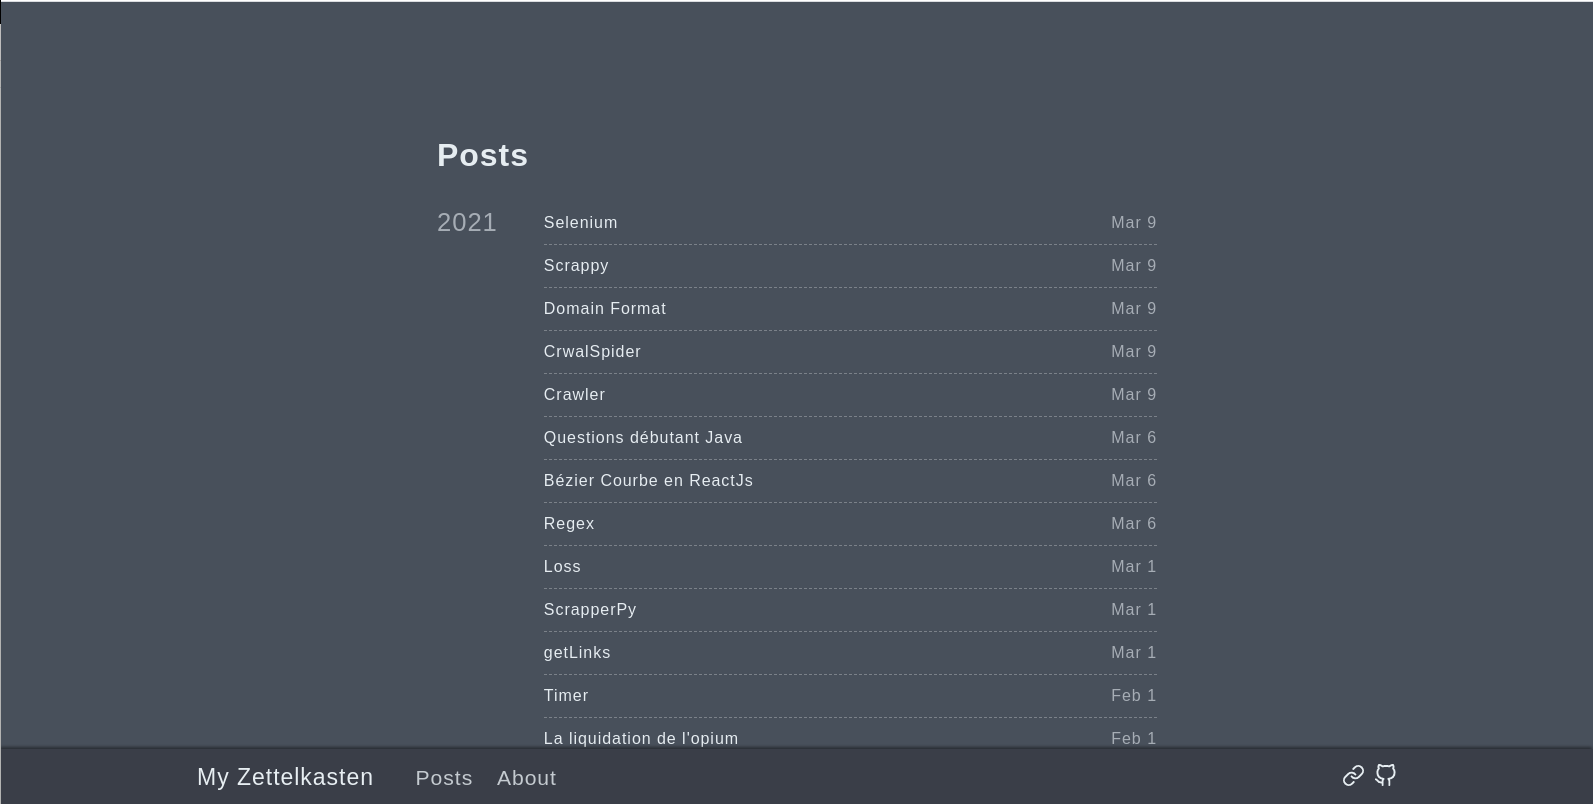 Posts
2021
Selenium Mar 9
Scrappy Mar 9
Domain Format Mar 9
CrwalSpider Mar 9
Crawler Mar 9
Questions débutant Java Mar 6
Bézier Courbe en ReactJs Mar 6
Regex Mar 6
Loss Mar 1
ScrapperPy Mar 1
getLinks Mar 1
Timer Feb 1
La liquidation de l'opium Feb 1
My Zettelkasten Posts About